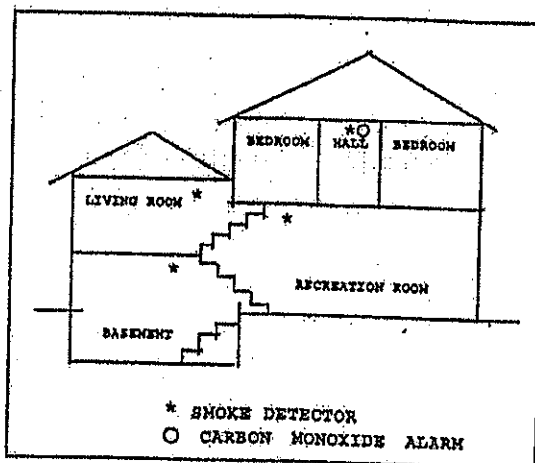 BEDROOM HALL BEDROOM
LIVING ROOM
RECREATION ROOM
BASEMENT
* SMOKE DETECTOR
O CARBON MONOXIDE ALARM